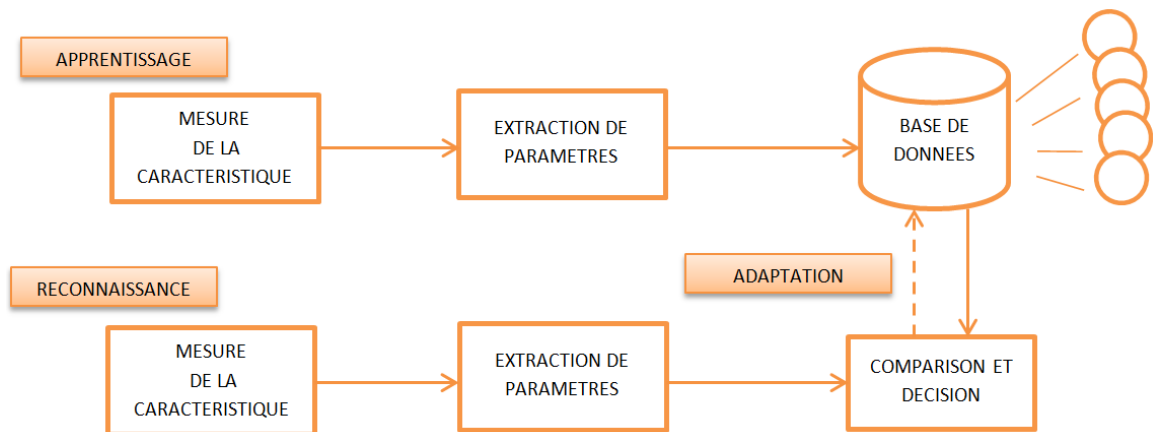 APPRENTISSAGE
MESURE
DE LA
CARACTERISTIQUE
EXTRACTION DE
PARAMETRES
BASE DE
DONNEES
RECONNAISSANCE
ADAPTATION
MESURE
DE LA
CARACTERISTIQUE
EXTRACTION DE
PARAMETRES
COMPARISON ET
DECISION